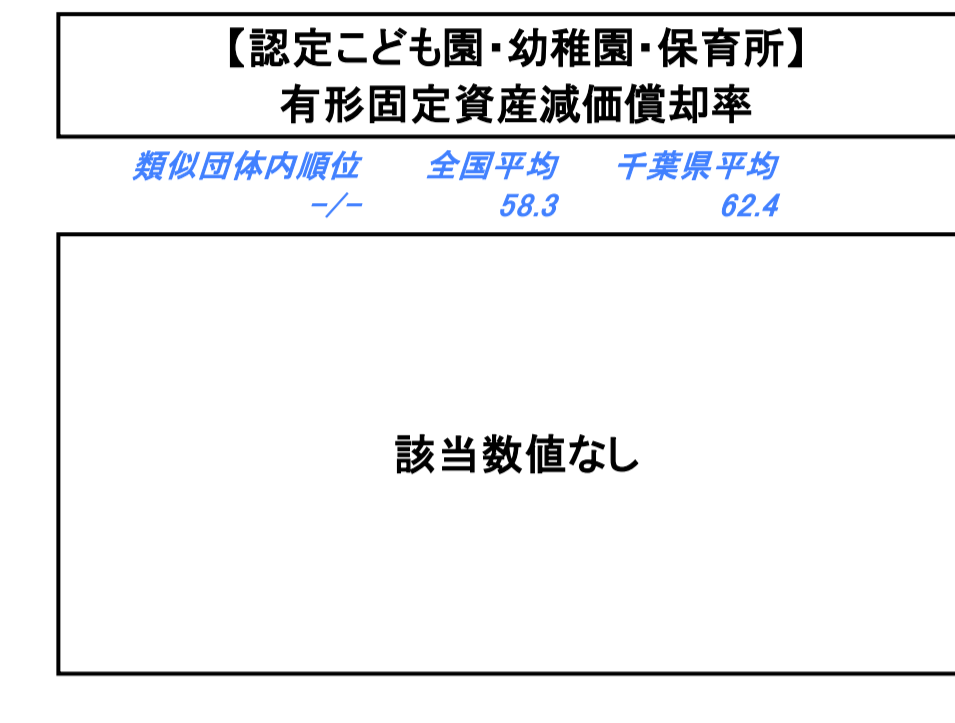 【認定こども園・幼稚園・保育所】
有形固定資産減価償却率
類似団体内順位 全国平均 千葉県平均
-/- 58.3 62.4
該当数値なし